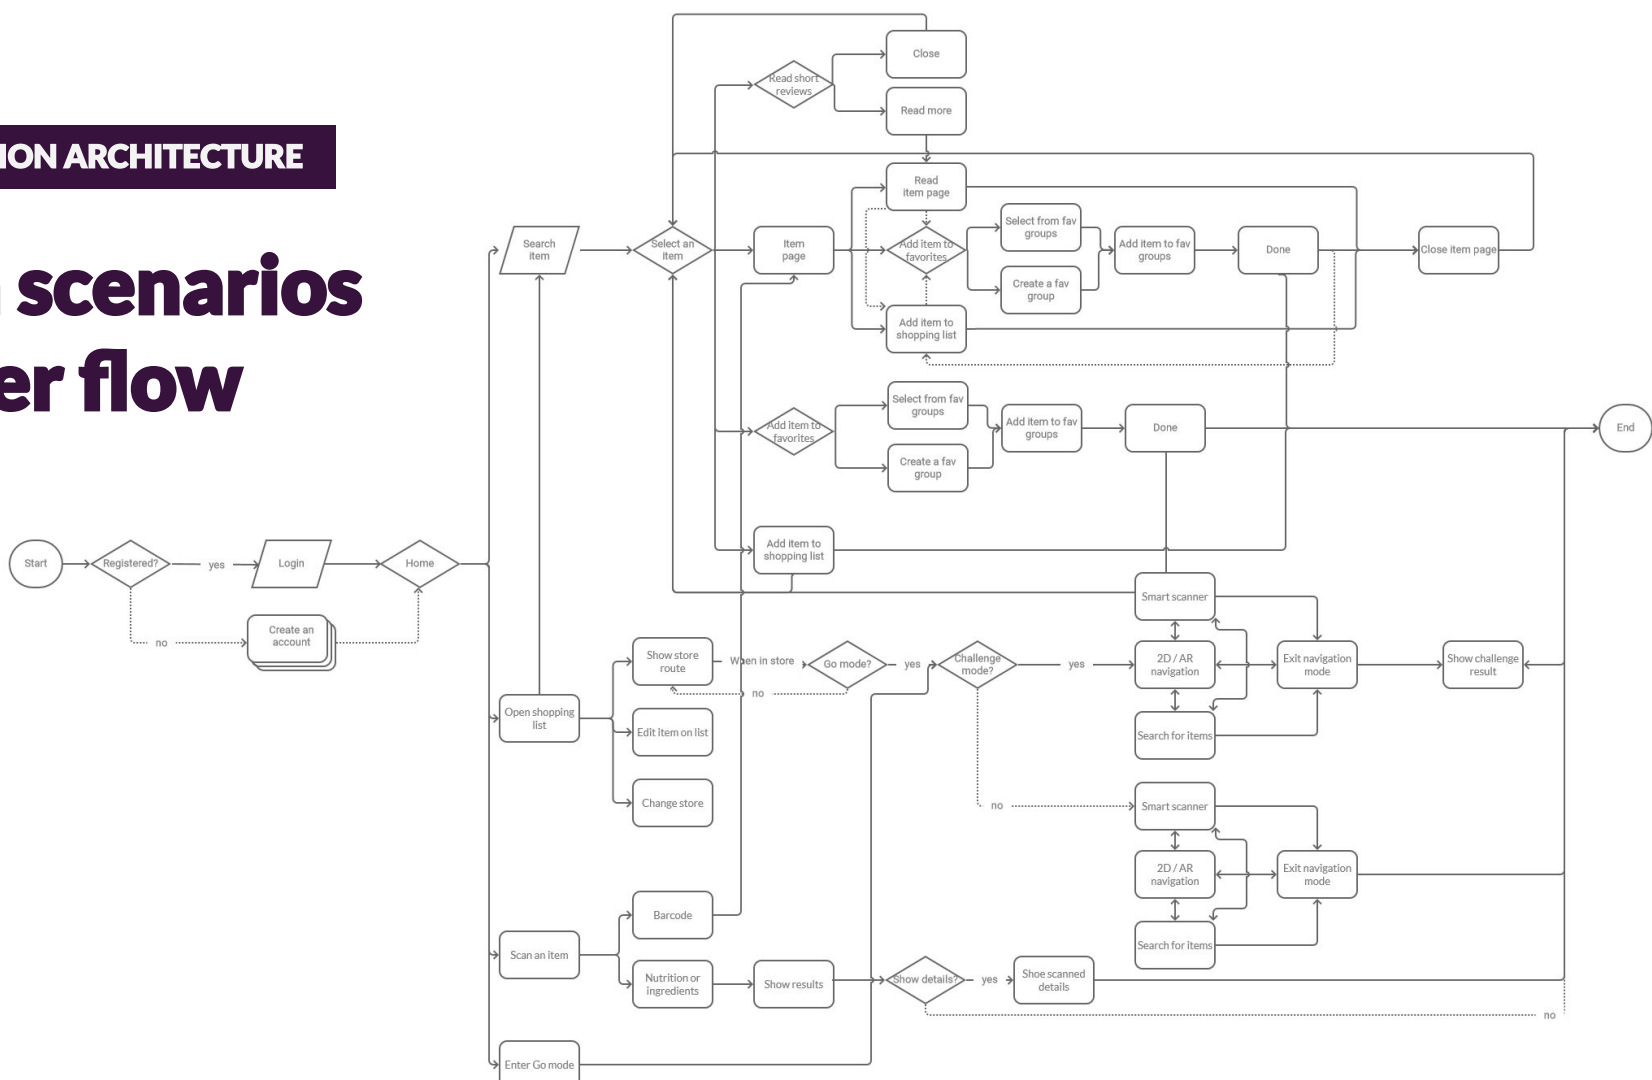 ION ARCHITECTURE
scenarios
er flow
Close
Read short
reviews
Read more
Read
item page
Search
item
Select an
item
Item
page
Add item to
favorites
Select from fav
groups
Create a fav
group
Add item to fav
groups
Done
Close item page
Add item to
shopping list
Add item to
favorites
Select from fav
groups
Create a fav
group
Add item to fav
groups
Done
End
Add item to
shopping list
Start
Registered?
yes
Login
Home
no
Create an
account
Smart scanner
Show store
route
When in store
Go mode?
yes
Challenge
mode?
yes
2D / AR
navigation
Exit navigation
mode
Show challenge
result
no
Open shopping
list
Edit item on list
Search for items
Change store
no
Smart scanner
2D / AR
navigation
Exit navigation
mode
Search for items
Barcode
Scan an item
Nutrition or
ingredients
Show results
Show details?
yes
Shoe scanned
details
no
Enter Go mode